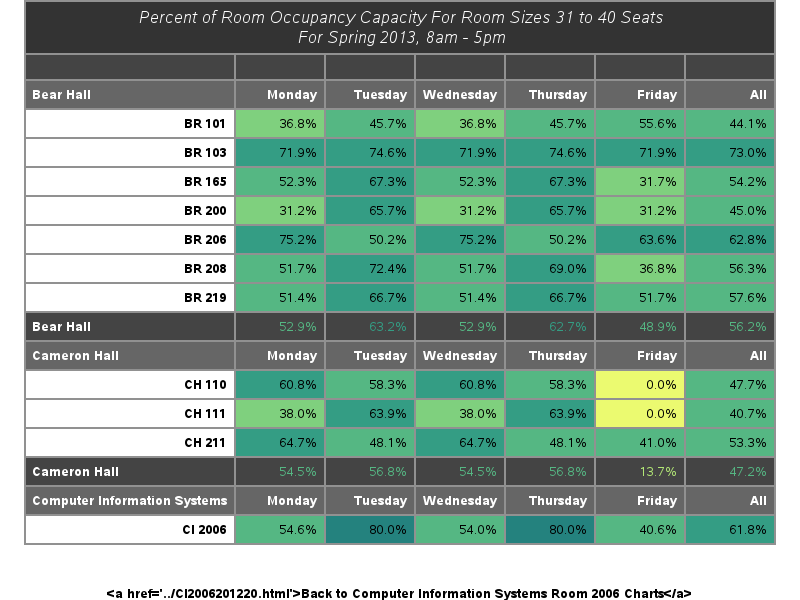 Percent of Room Occupancy Capacity For Room Sizes 31 to 40 Seats
For Spring 2013, 8am - 5pm
Bear Hall Monday Tuesday Wednesday Thursday Friday All
BR 101 36.8% 45.7% 36.8% 45.7% 55.6% 44.1%
BR 103 71.9% 74.6% 71.9% 74.6% 71.9% 73.0%
BR 165 52.3% 67.3% 52.3% 67.3% 31.7% 54.2%
BR 200 31.2% 65.7% 31.2% 65.7% 31.2% 45.0%
BR 206 75.2% 50.2% 75.2% 50.2% 63.6% 62.8%
BR 208 51.7% 72.4% 51.7% 69.0% 36.8% 56.3%
BR 219 51.4% 66.7% 51.4% 66.7% 51.7% 57.6%
Bear Hall 52.9% 63.2% 52.9% 62.7% 48.9% 56.2%
Cameron Hall Monday Tuesday Wednesday Thursday Friday All
CH 110 60.8% 58.3% 60.8% 58.3% 0.0% 47.7%
CH 111 38.0% 63.9% 38.0% 63.9% 0.0% 40.7%
CH 211 64.7% 48.1% 64.7% 48.1% 41.0% 53.3%
Cameron Hall 54.5% 56.8% 54.5% 56.8% 13.7% 47.2%
Computer Information Systems Monday Tuesday Wednesday Thursday Friday All
CI 2006 54.6% 80.0% 54.0% 80.0% 40.6% 61.8%
&lt;a href='../CI2006201220.html'&gt;Back to Computer Information Systems Room 2006 Charts&lt;/a&gt;